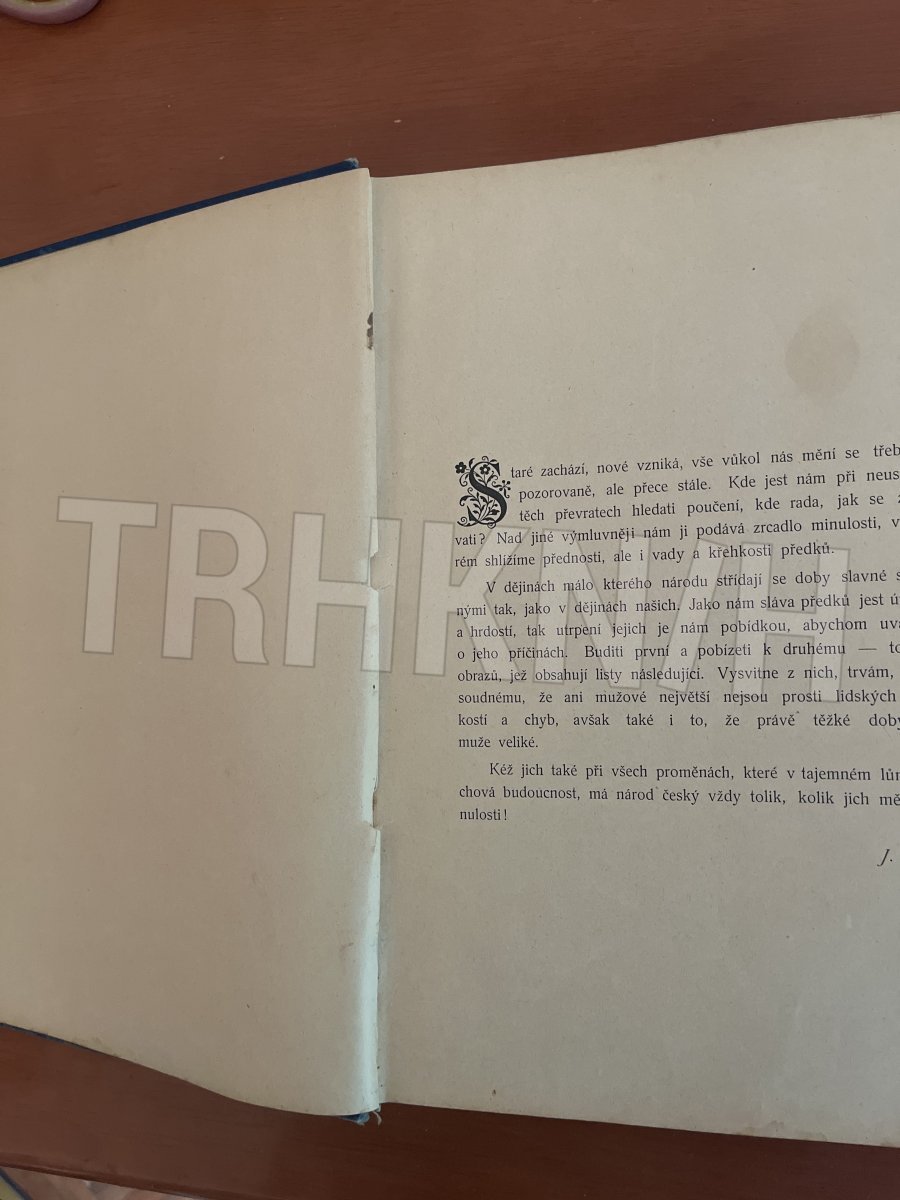 Staré zachází, nové vzniká, vše vůkol nás mění se
pozorovaně, ale přece stále. Kde jest nám při
těch převratech hledati poučení, kde rada, jak se
vati? Nad jiné výmluvněji nám ji podává zrcadlo minulosti,
rém shlížíme přednosti, ale i vady a křehkosti předků.
V dějinách málo kterého národu střídají se doby slavné
nými tak, jako v dějinách našich. Jako nám sláva předků jest
a hrdostí, tak utrpení jejich je nám pobídkou, abychom
o jeho příčinách. Buditi první a pobízeti k druhému —
obrazů, jež obsahují listy následující. Vysvitne z nich, trvám,
soudnému, že ani mužové největší nejsou prosti lidských
kostí a chyb, avšak také i to, že právě těžké
muže veliké.
Kéž jich také při všech proměnách, které v tajemném
chová budoucnost, má národ český vždy tolik, kolik jich
nulosti!
J.
TRHKNIH